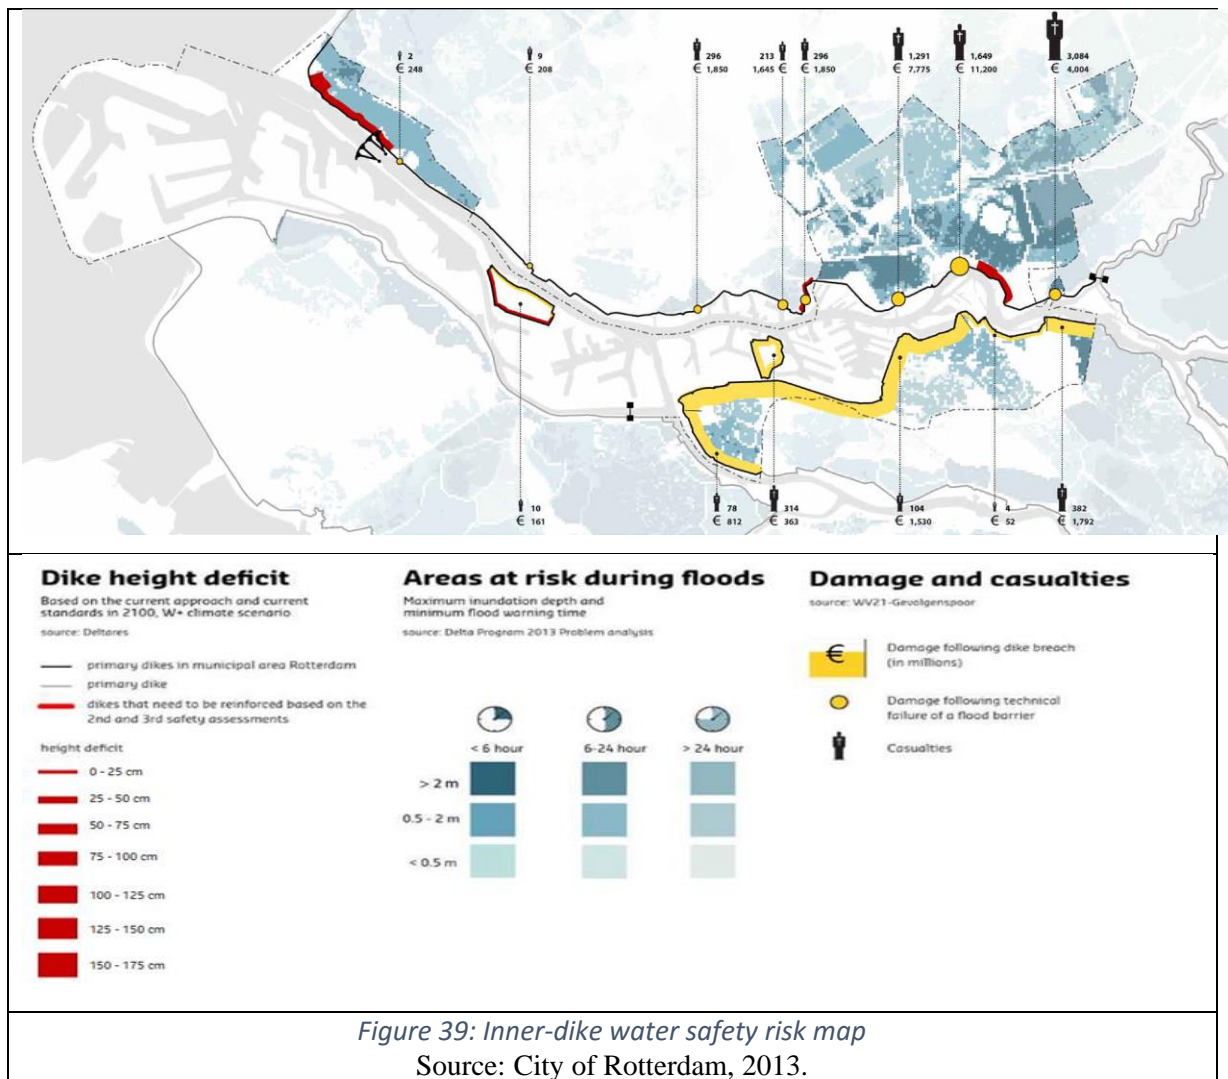 2
€ 248
9
€ 208
296
€ 1,850
213
1,645 €
296
€ 1,850
1,291
€ 7,775
1,649
€ 11,200
3,084
€ 4,004
10
€ 161
78
€ 812
314
€ 363
104
€ 1,530
4
€ 52
382
€ 1,792
Dike height deficit
Based on the current approach and current
standards in 2100, W+ climate scenario
source: Deltares
primary dikes in municipal area Rotterdam
primary dike
dikes that need to be reinforced based on the
2nd and 3rd safety assessments
height deficit
0 - 25 cm
25 - 50 cm
50 - 75 cm
75 - 100 cm
100 - 125 cm
125 - 150 cm
150 - 175 cm
Areas at risk during floods
Maximum inundation depth and
minimum flood warning time
source: Delta Program 2013 Problem analysis
< 6 hour 6-24 hour > 24 hour
> 2 m
0.5 - 2 m
< 0.5 m
Damage and casualties
source: WV21-Gevolgenspoor
€
Damage following dike breach
(in millions)
Damage following technical
failure of a flood barrier
Casualties
Figure 39: Inner-dike water safety risk map
Source: City of Rotterdam, 2013.